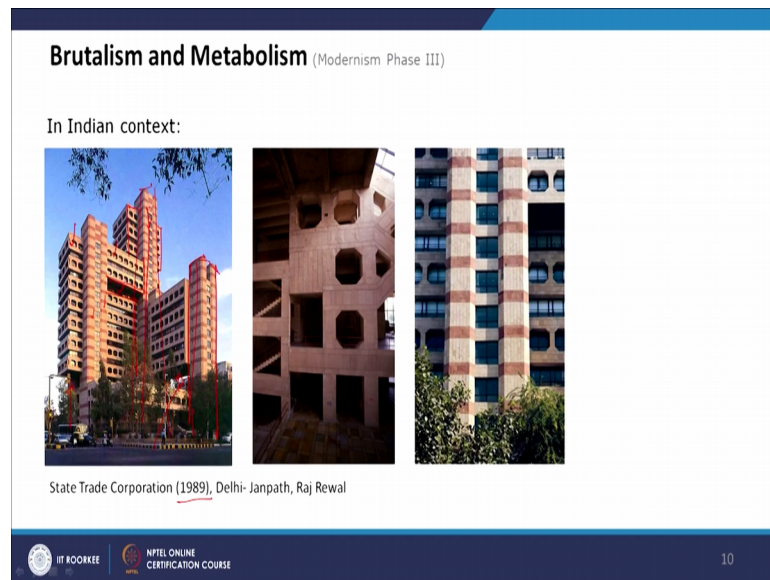 Brutalism and Metabolism (Modernism Phase III)
In Indian context:
State Trade Corporation (1989), Delhi- Janpath, Raj Rewal
IIT ROORKEE
NPTEL ONLINE
CERTIFICATION COURSE
10